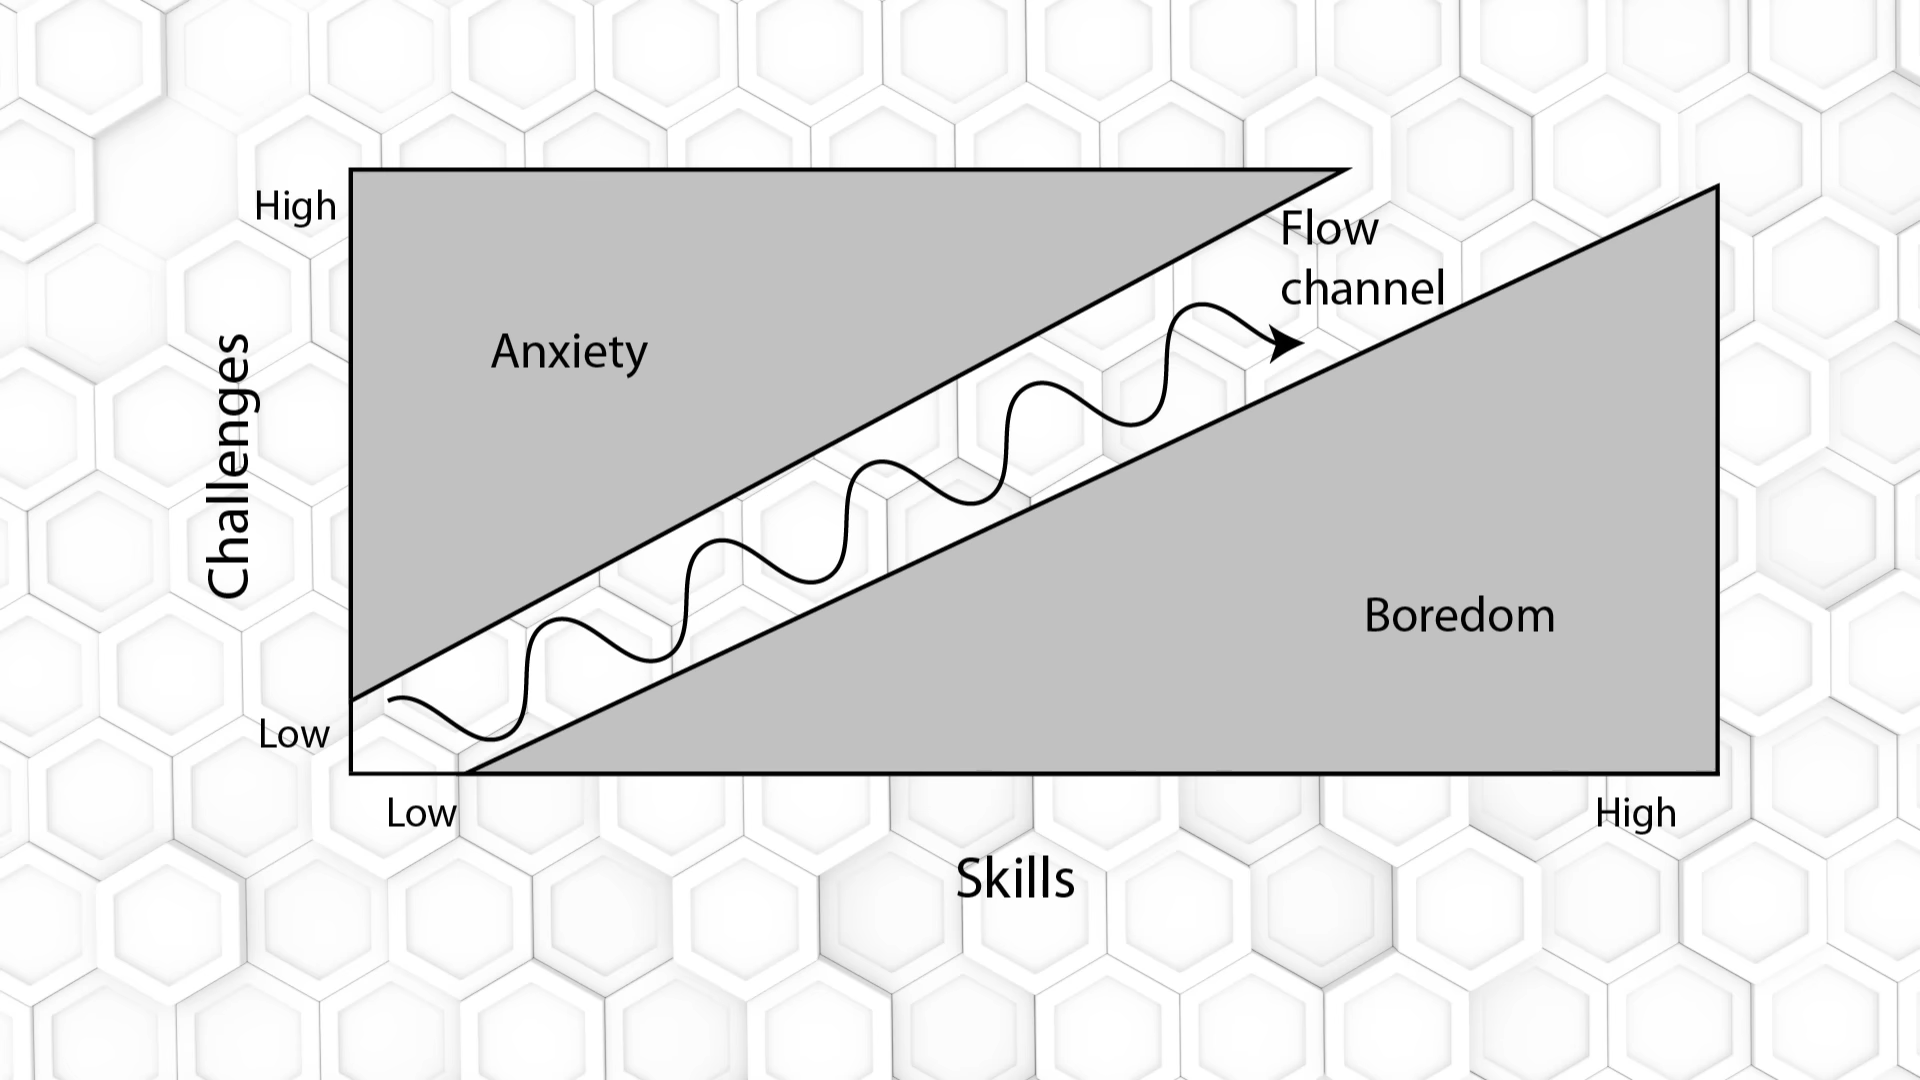 High
Flow
channel
Anxiety
Challenges
Boredom
Low
Low
High
Skills